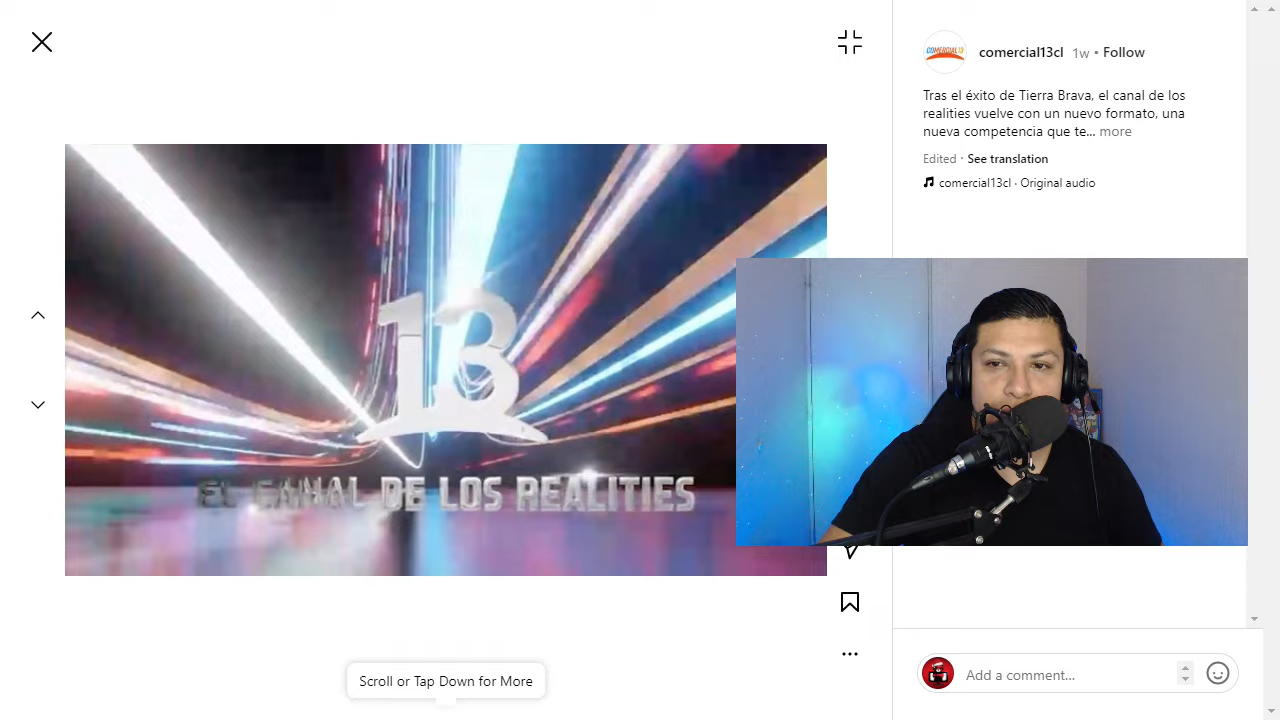 comercial13cl 1w • Follow
COMERCIAL13
Tras el éxito de Tierra Brava, el canal de los
realities vuelve con un nuevo formato, una
nueva competencia que te... more
Edited · See translation
comercial13cl · Original audio
13
EL CANAL DE LOS REALITIES
Scroll or Tap Down for More
Add a comment...